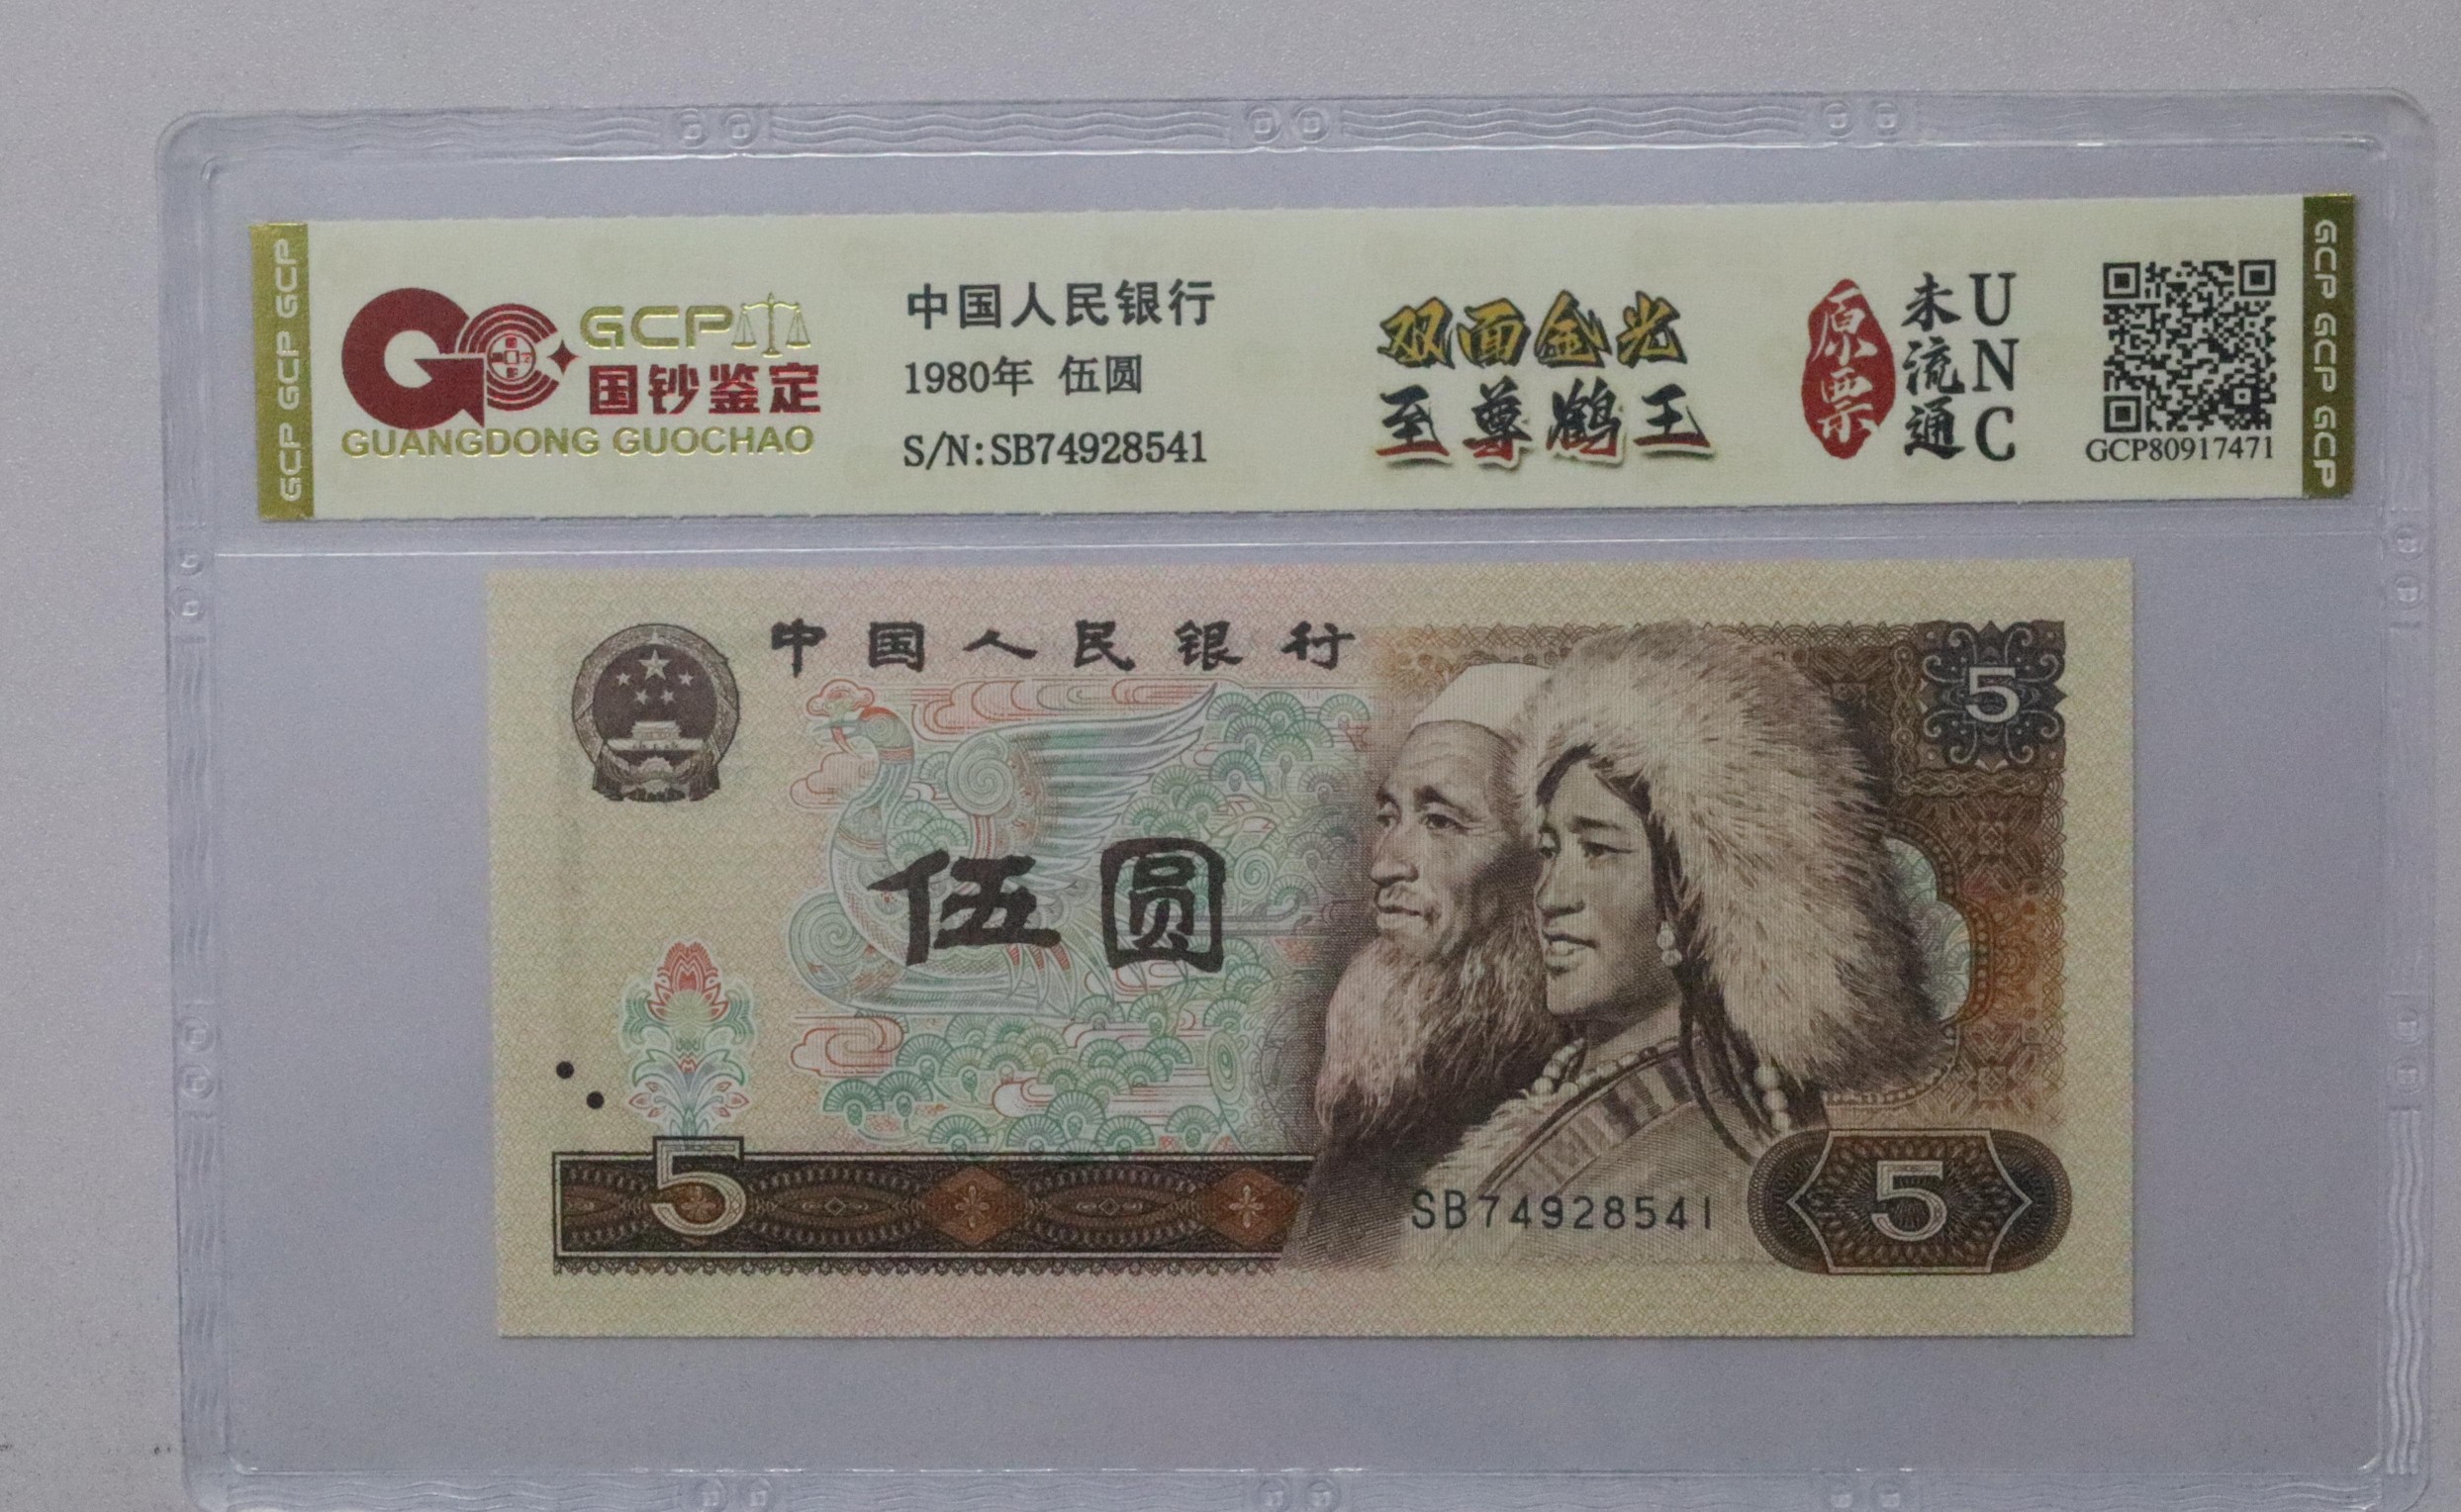 GCP GCP GCP
GCP
国钞鉴定
GUANGDONG GUOCHAO
中国人民银行
1980年 伍圆
S/N:SB74928541
双面金光
至尊鹤王
原票
未流通
UNC
GCP80917471
GCP GCP GCP
中国人民银行
5
伍圆
5
SB74928541
5